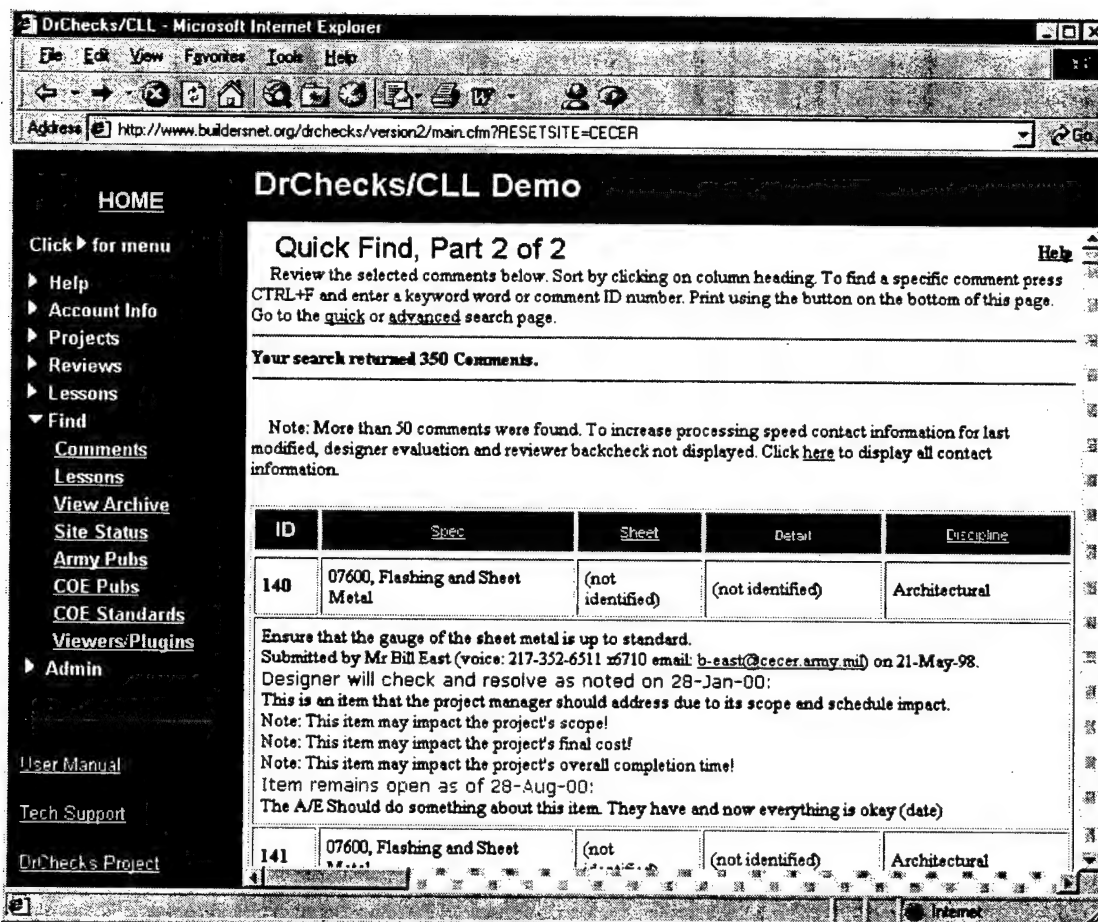 DrChecks/CLL - Microsoft Internet Explorer
File Edit View Favorites Tools Help
Address http://www.buildersnet.org/drchecks/version2/main.cfm?RESETSITE=CECER Go
HOME
Click for menu
Help
Account Info
Projects
Reviews
Lessons
Find
Comments
Lessons
View Archive
Site Status
Army Pubs
COE Pubs
COE Standards
Viewers/Plugins
Admin
User Manual
Tech Support
DrChecks Project
DrChecks/CLL Demo
Quick Find, Part 2 of 2 Help
Review the selected comments below. Sort by clicking on column heading. To find a specific comment press
CTRL+F and enter a keyword word or comment ID number. Print using the button on the bottom of this page.
Go to the quick or advanced search page.
Your search returned 350 Comments.
Note: More than 50 comments were found. To increase processing speed contact information for last
modified, designer evaluation and reviewer backcheck not displayed. Click here to display all contact
information.
ID Spec Sheet Detail Discipline
140 07600, Flashing and Sheet Metal (not identified) (not identified) Architectural
Ensure that the gauge of the sheet metal is up to standard.
Submitted by Mr Bill East (voice: 217-352-6511 x6710 email: b-east@cecer.army.mil) on 21-May-98.
Designer will check and resolve as noted on 28-Jan-00:
This is an item that the project manager should address due to its scope and schedule impact.
Note: This item may impact the project's scope!
Note: This item may impact the project's final cost!
Note: This item may impact the project's overall completion time!
Item remains open as of 28-Aug-00:
The A/E Should do something about this item. They have and now everything is okay (date)
141 07600, Flashing and Sheet (not (not identified) Architectural
Internet